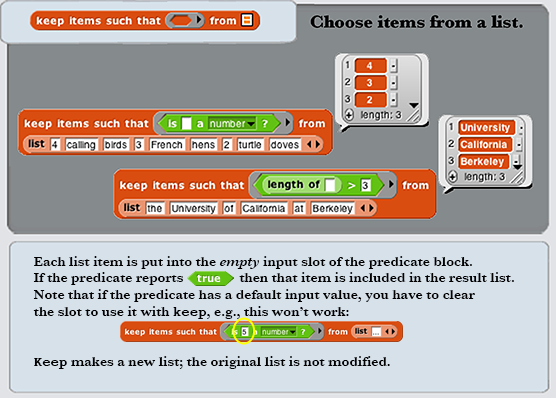 keep items such that from
Choose items from a list.
1 4
2 3
3 2
length: 3
keep items such that is a number ? from
list 4 calling birds 3 French hens 2 turtle doves
1 University
2 California
3 Berkeley
length: 3
keep items such that length of > 3 from
list the University of California at Berkeley
Each list item is put into the empty input slot of the predicate block.
If the predicate reports true then that item is included in the result list.
Note that if the predicate has a default input value, you have to clear
the slot to use it with keep, e.g., this won't work:
keep items such that is 5 a number ? from list ...
Keep makes a new list; the original list is not modified.